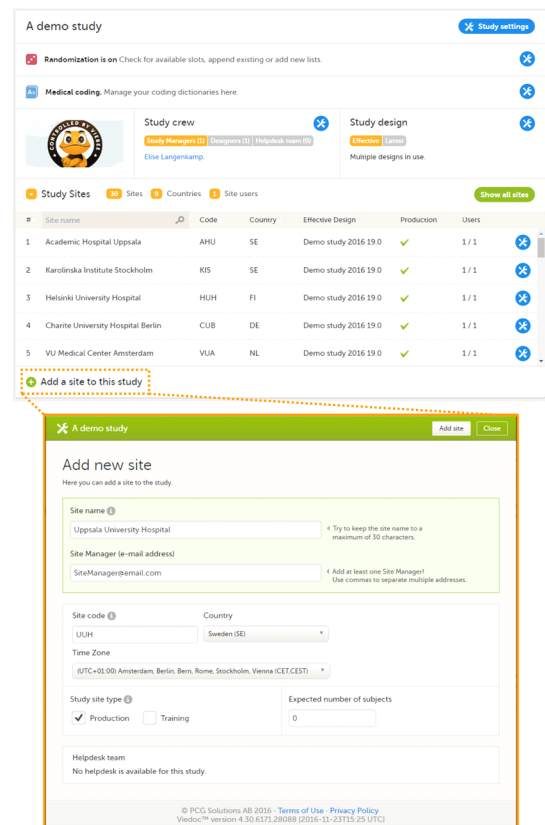 A demo study
Study settings
Randomization is on Check for available slots, append existing or add new lists.
Medical coding. Manage your coding dictionaries here.
CONTROLLED BY VIEBEE
Study crew
Study Managers (1) Designers (1) Helpdesk team (0)
Elise Langenkamp.
Study design
Effective Latest
Multiple designs in use.
Study Sites 30 Sites 9 Countries 1 Site users
Show all sites
# Site name Code Country Effective Design Production Users
1 Academic Hospital Uppsala AHU SE Demo study 2016 19.0 1 / 1
2 Karolinska Institute Stockholm KIS SE Demo study 2016 19.0 1 / 1
3 Helsinki University Hospital HUH FI Demo study 2016 19.0 1 / 1
4 Charite University Hospital Berlin CUB DE Demo study 2016 19.0 1 / 1
5 VU Medical Center Amsterdam VUA NL Demo study 2016 19.0 1 / 1
Add a site to this study
A demo study
Add site
Close
Add new site
Here you can add a site to the study.
Site name
Uppsala University Hospital
Try to keep the site name to a
maximum of 30 characters.
Site Manager (e-mail address)
SiteManager@email.com
Add at least one Site Manager!
Use commas to separate multiple addresses.
Site code
Country
UUH
Sweden (SE)
Time Zone
(UTC+01:00) Amsterdam, Berlin, Bern, Rome, Stockholm, Vienna (CET,CEST)
Study site type
Expected number of subjects
Production
Training
0
Helpdesk team
No helpdesk is available for this study.
© PCG Solutions AB 2016 - Terms of Use - Privacy Policy
Viedoc™ version 4.30.6171.28088 [2016-11-23T15:25 UTC]